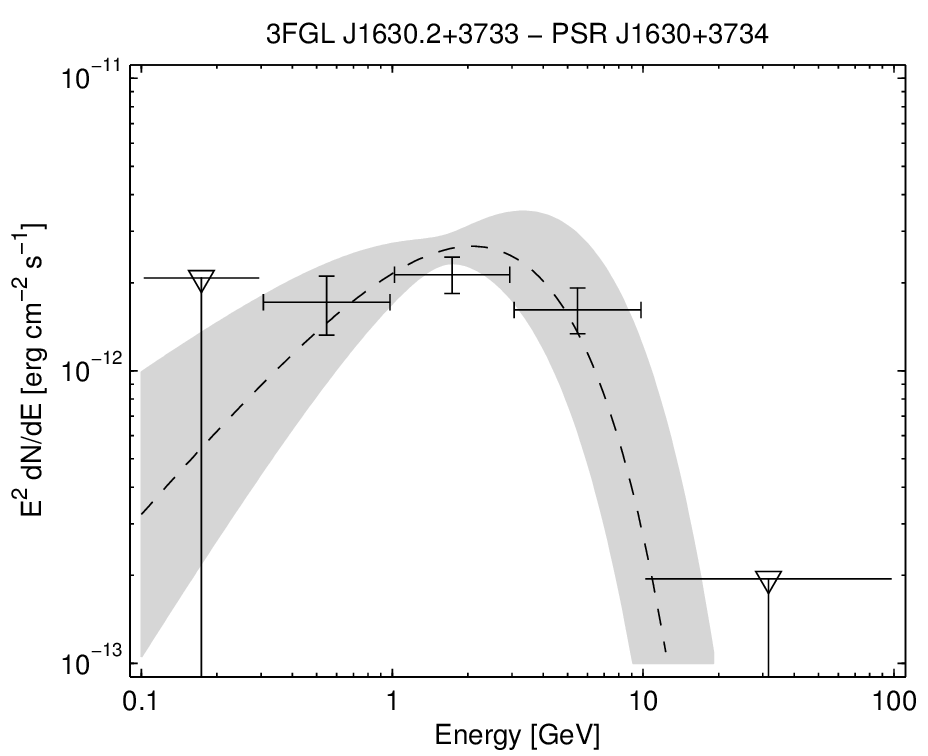 3FGL J1630.2+3733 − PSR J1630+3734
10⁻¹¹
10⁻¹²
10⁻¹³
E² dN/dE [erg cm⁻² s⁻¹]
0.1 1 10 100
Energy [GeV]